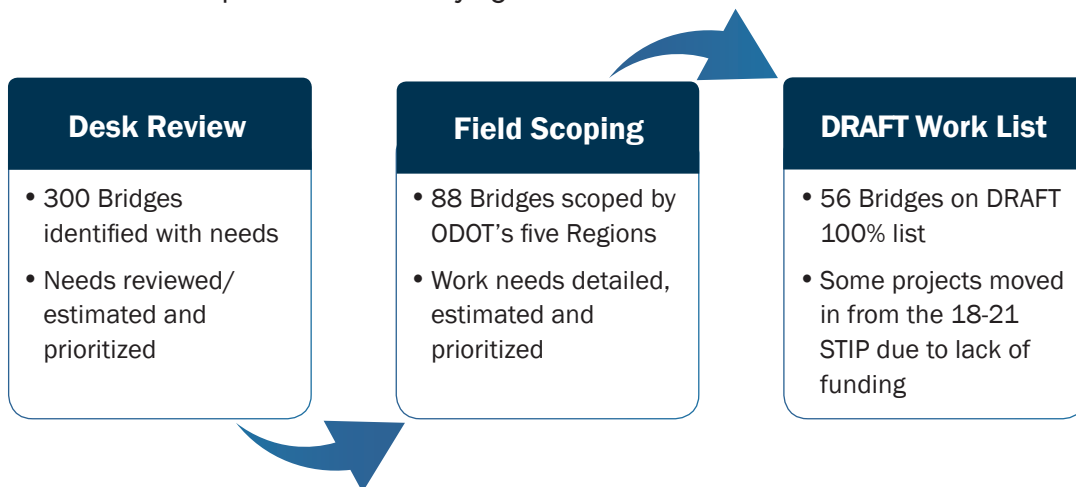 Desk Review
• 300 Bridges
identified with needs
• Needs reviewed/
estimated and
prioritized
Field Scoping
• 88 Bridges scoped by
ODOT's five Regions
• Work needs detailed,
estimated and
prioritized
DRAFT Work List
• 56 Bridges on DRAFT
100% list
• Some projects moved
in from the 18-21
STIP due to lack of
funding